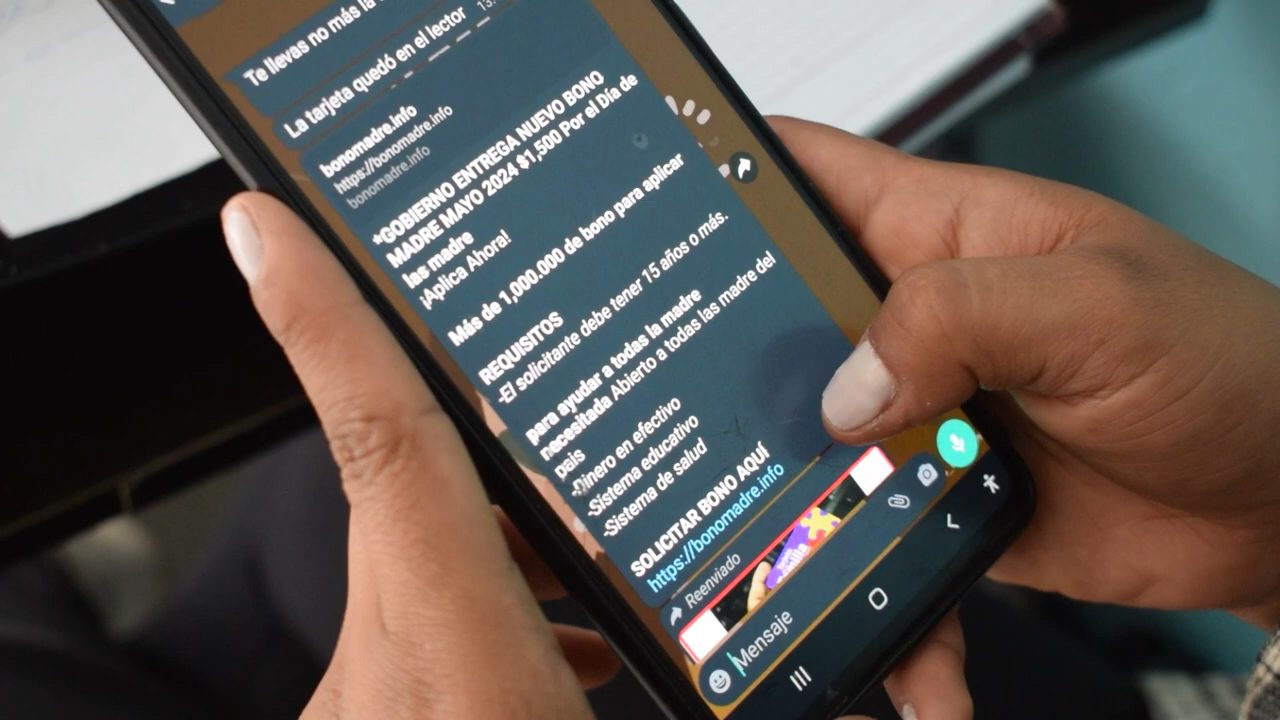 Te llevas no más la
La tarjeta quedó en el lector
bonomadre.info
https://bonomadre.info
bonomadre.info
*GOBIERNO ENTREGA NUEVO BONO
MADRE MAYO 2024 $1,500 Por el Día de
las madre
¡Aplica Ahora!
Más de 1,000.000 de bono para aplicar
REQUISITOS
-El solicitante debe tener 15 años o más.
para ayudar a todas la madre
necesitada Abierto a todas las madre del
pais
-Dinero en efectivo
-Sistema educativo
-Sistema de salud
SOLICITAR BONO AQUÍ
https://bonomadre.info
Reenviado
Mensaje